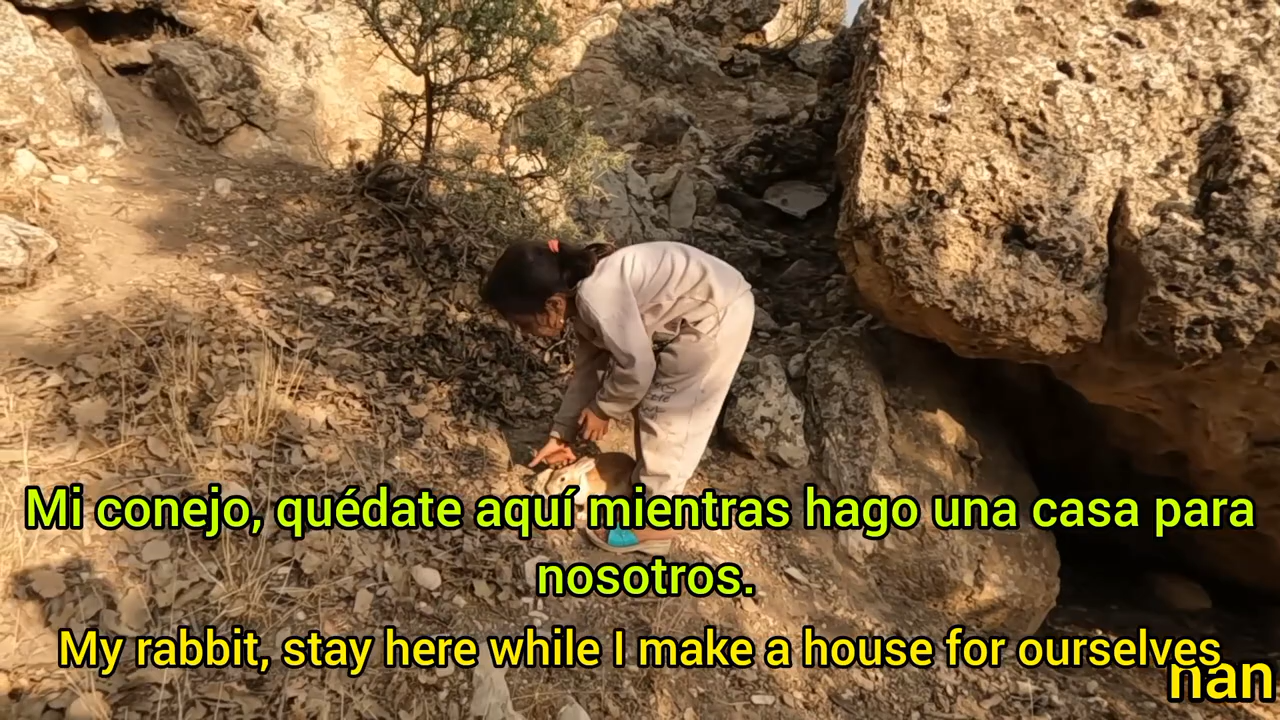 Mi conejo, quédate aquí mientras hago una casa para
nosotros.
My rabbit, stay here while I make a house for ourselves
nan